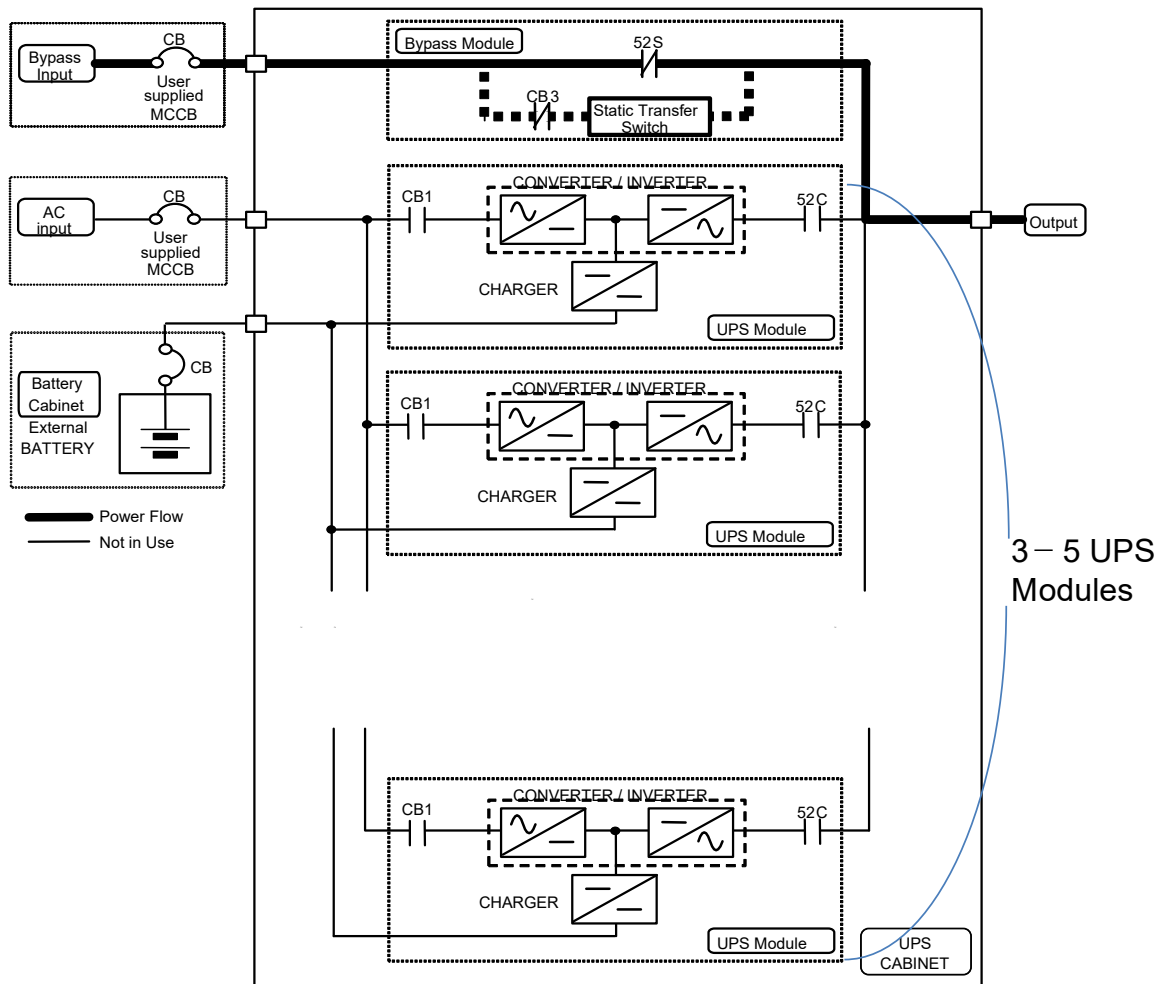 Bypass
Input
CB
User
supplied
MCCB
Bypass Module
52S
CB3
Static Transfer
Switch
AC
input
CB
User
supplied
MCCB
CONVERTER / INVERTER
CB1
52C
CHARGER
UPS Module
Output
Battery
Cabinet
External
BATTERY
CB
CONVERTER / INVERTER
CB1
52C
CHARGER
UPS Module
Power Flow
Not in Use
3－5 UPS
Modules
CONVERTER / INVERTER
CB1
52C
CHARGER
UPS Module
UPS
CABINET